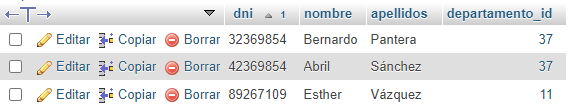 ←T→ ▼ dni ▲ 1 nombre apellidos departamento_id
Editar Copiar Borrar 32369854 Bernardo Pantera 37
Editar Copiar Borrar 42369854 Abril Sánchez 37
Editar Copiar Borrar 89267109 Esther Vázquez 11